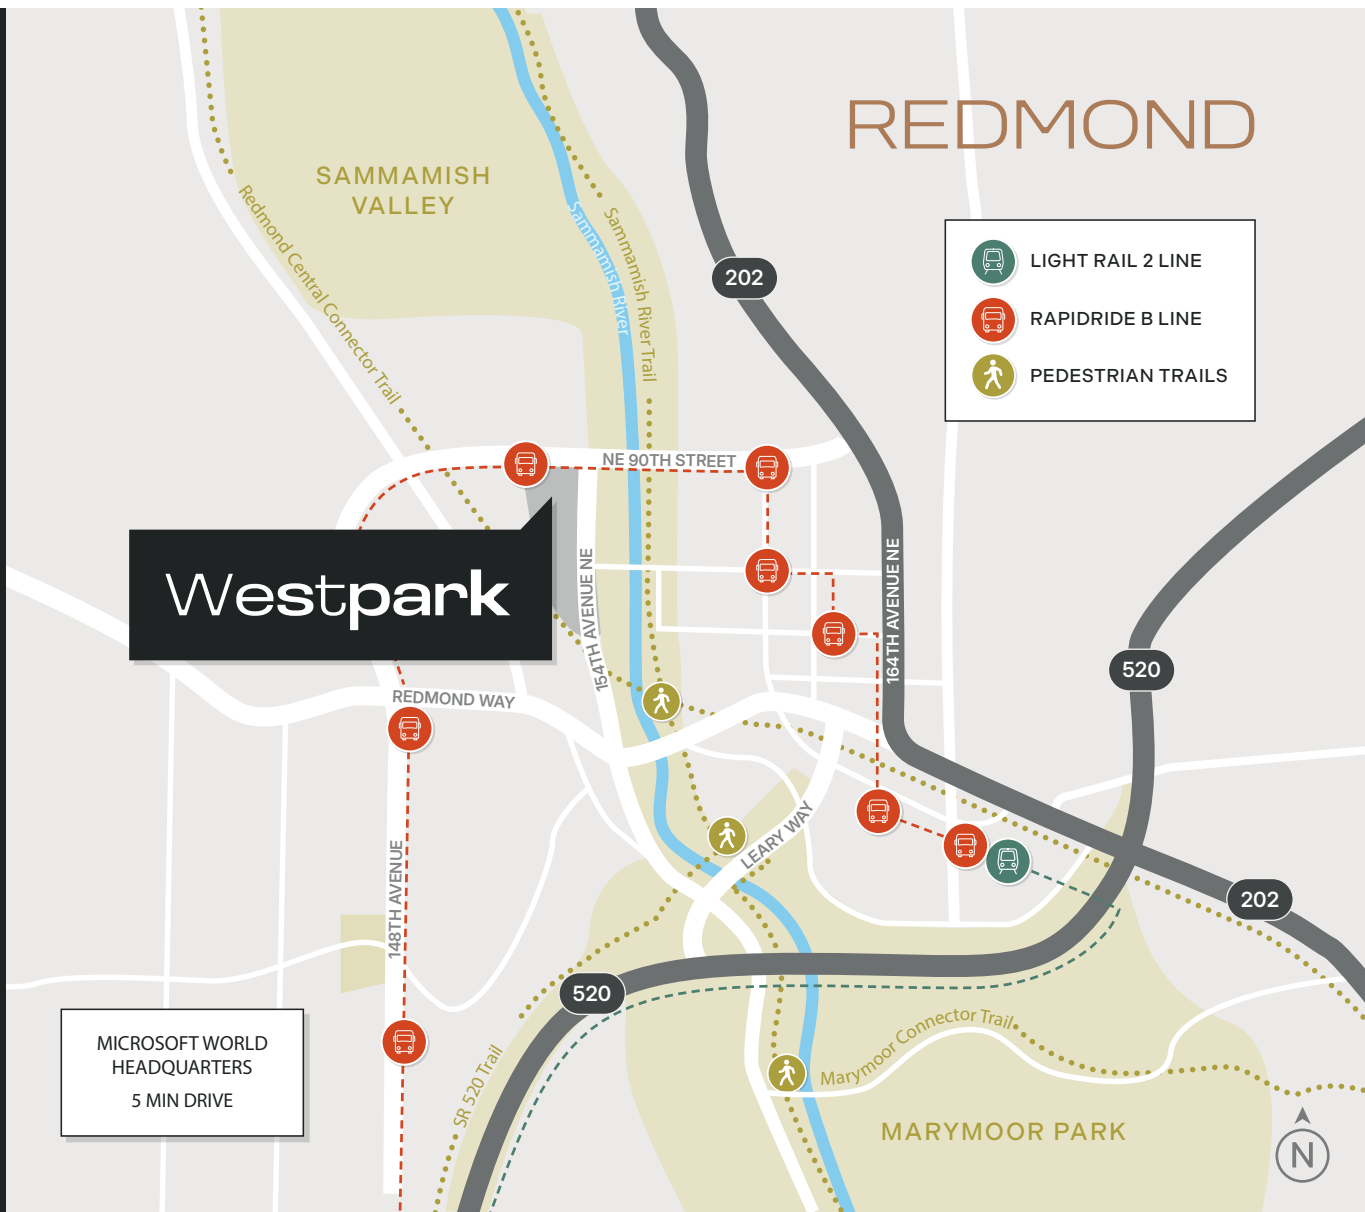 REDMOND
SAMMAMISH
VALLEY
Redmond Central Connector Trail
Sammamish River
Sammamish River Trail
202
LIGHT RAIL 2 LINE
RAPIDRIDE B LINE
PEDESTRIAN TRAILS
NE 90TH STREET
Westpark
154TH AVENUE NE
164TH AVENUE NE
520
REDMOND WAY
LEARY WAY
148TH AVENUE
202
520
MICROSOFT WORLD
HEADQUARTERS
5 MIN DRIVE
SR 520 Trail
Marymoor Connector Trail
MARYMOOR PARK
N